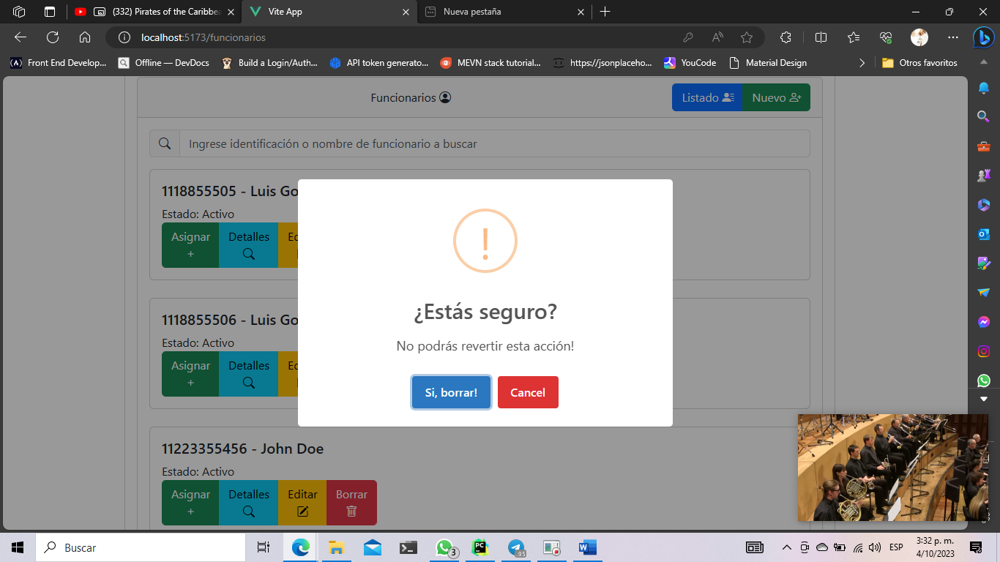 (332) Pirates of the Caribbea
Vite App
Nueva pestaña
localhost:5173/funcionarios
Front End Develop...
Offline — DevDocs
Build a Login/Auth...
API token generato...
MEVN stack tutorial...
https://jsonplaceho...
YouCode
Material Design
Otros favoritos
Funcionarios
Listado
Nuevo
Ingrese identificación o nombre de funcionario a buscar
1118855505 - Luis Go
Estado: Activo
Asignar +
Detalles
Ed
1118855506 - Luis Go
Estado: Activo
Asignar +
Detalles
Ed
11223355456 - John Doe
Estado: Activo
Asignar +
Detalles
Editar
Borrar
!
¿Estás seguro?
No podrás revertir esta acción!
Si, borrar!
Cancel
Buscar
3
.95
ESP
3:32 p. m.
4/10/2023